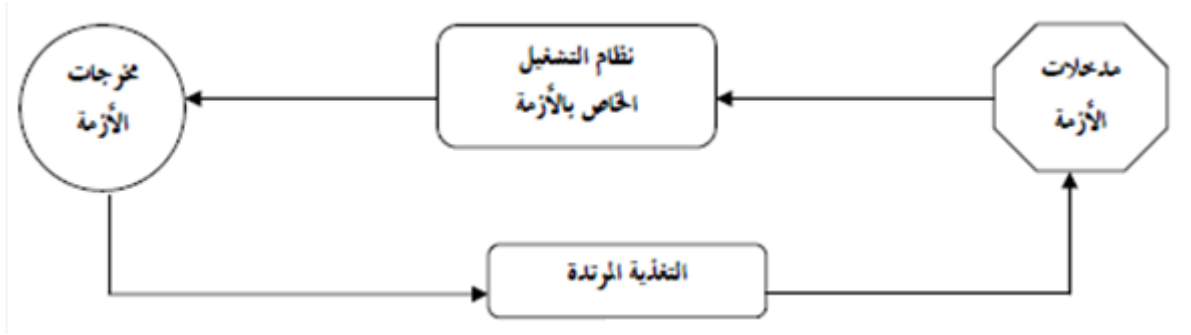 مدخلات
الأزمة
نظام التشغيل
الخاص بالأزمة
مخرجات
الأزمة
التغذية المرتدة